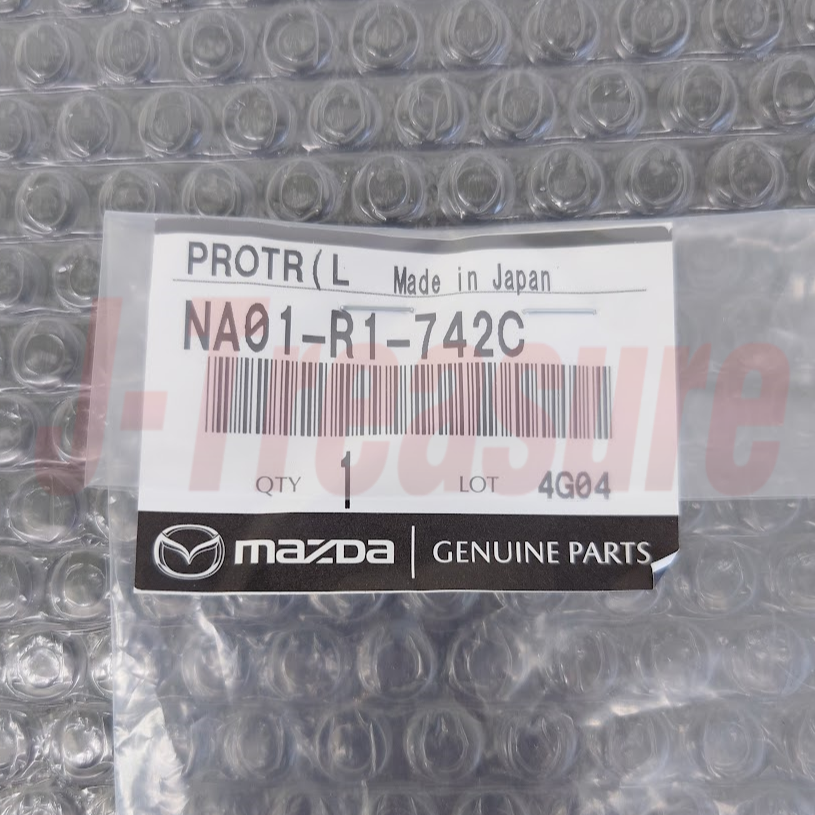 PROTR(L Made in Japan
NA01-R1-742C
J-Treasure
QTY 1 LOT 4G04
mazda | GENUINE PARTS